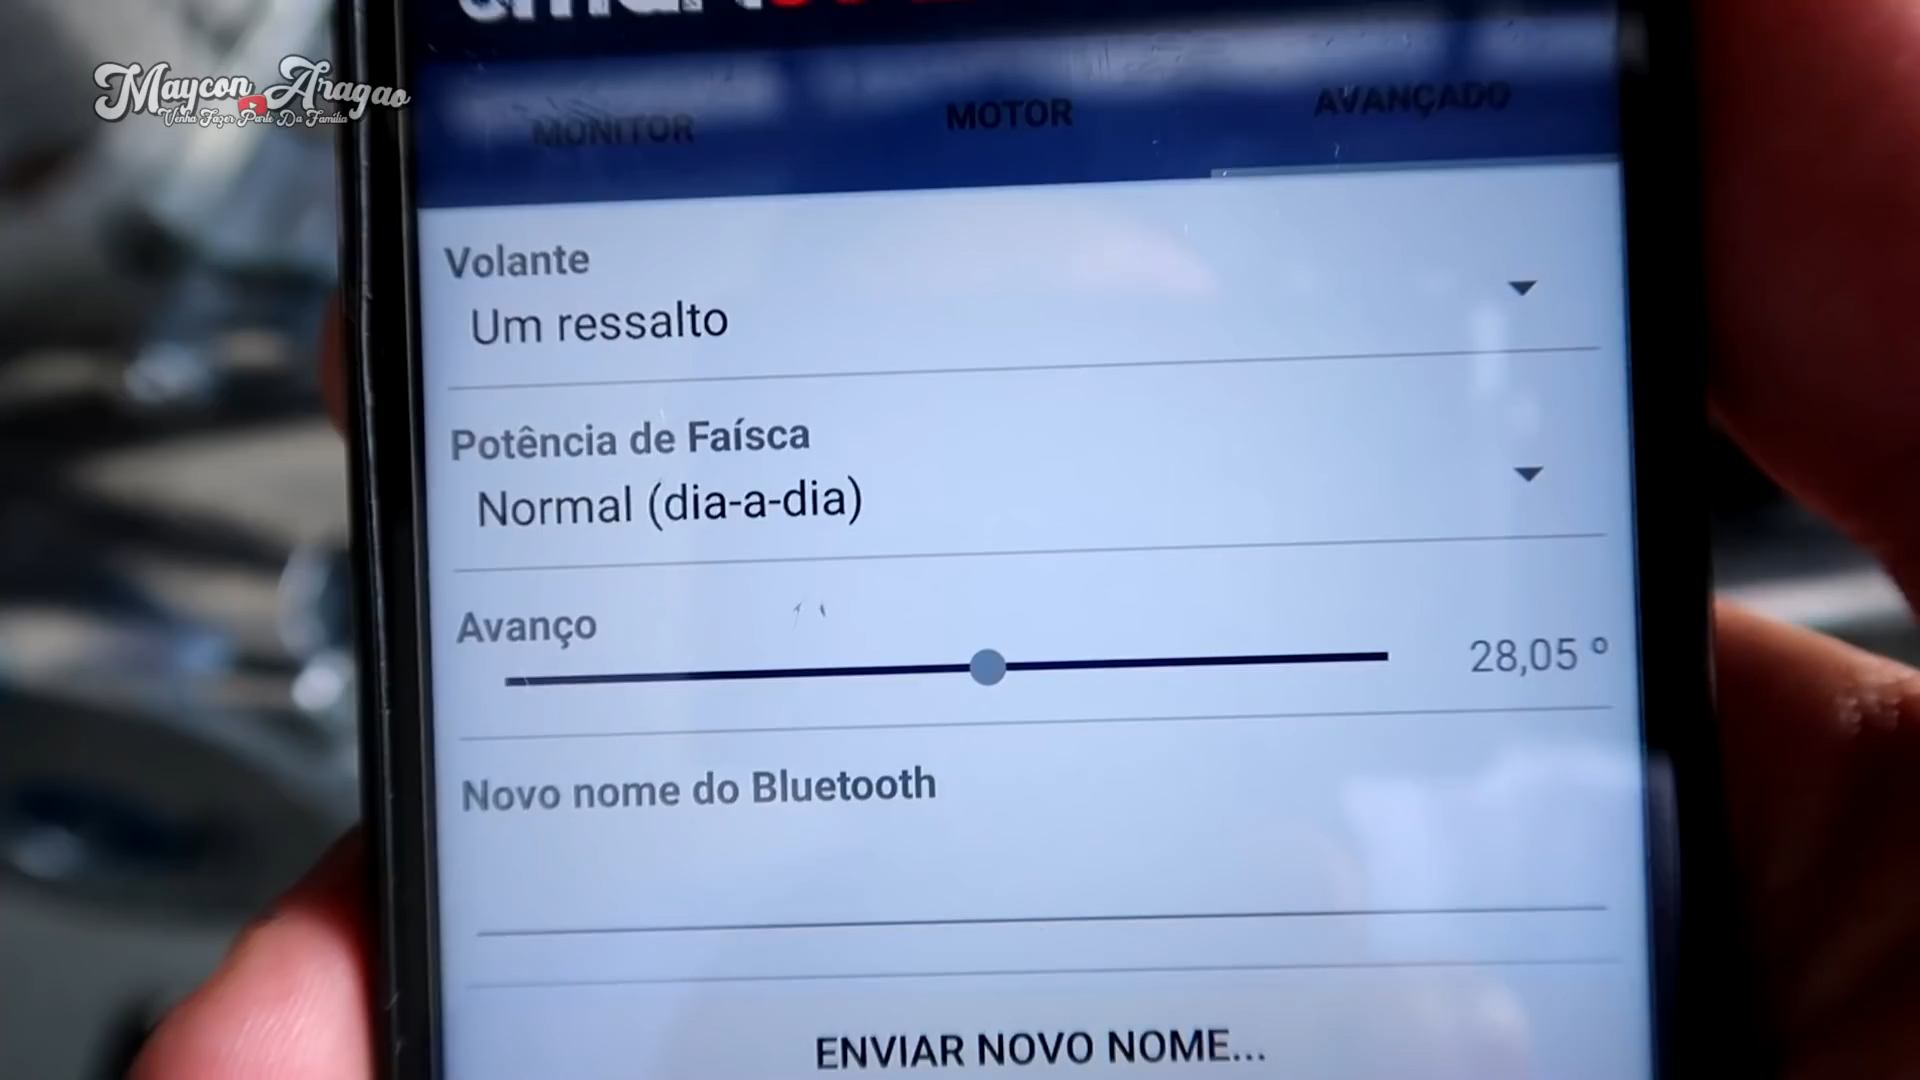 Maycon Aragao
Venha Fazer Parte Da Família
MONITOR
MOTOR
AVANÇADO
Volante
Um ressalto
Potência de Faísca
Normal (dia-a-dia)
Avanço
28,05 º
Novo nome do Bluetooth
ENVIAR NOVO NOME...